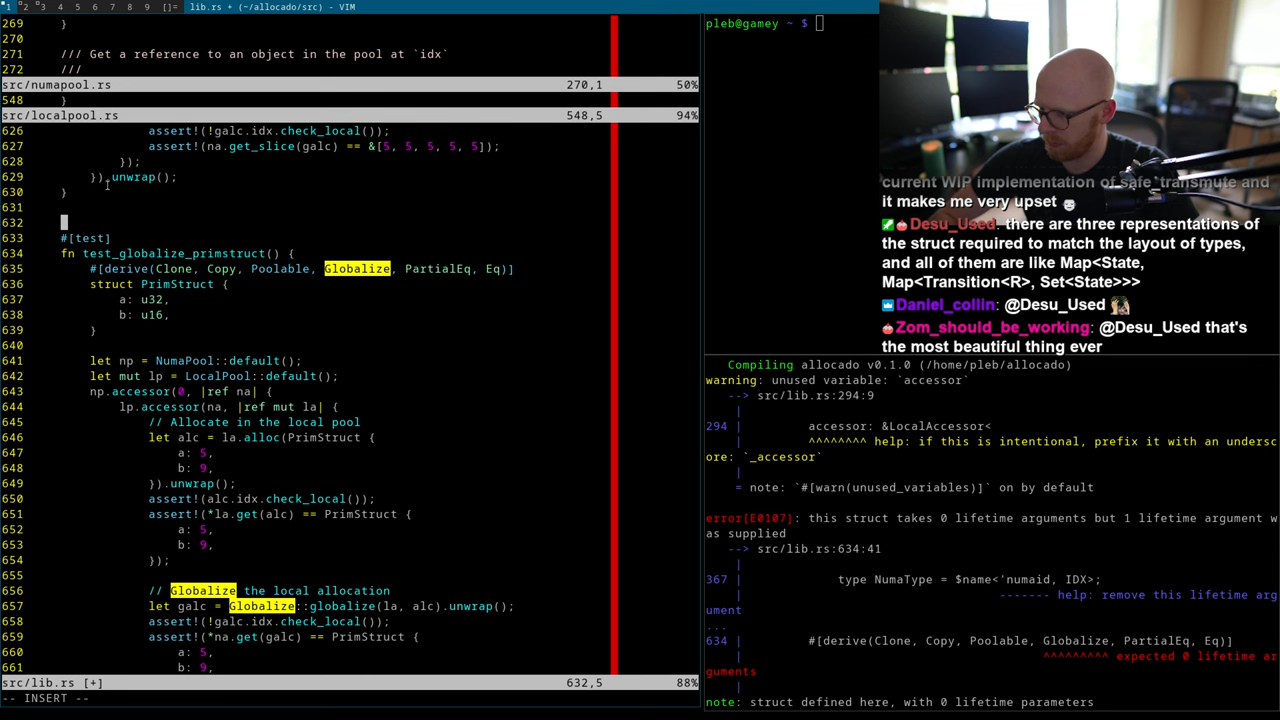 1 2 3 4 5 6 7 8 9 []= lib.rs + (~/allocado/src) - VIM
269 }
270
271 /// Get a reference to an object in the pool at `idx`
272 ///
src/numapool.rs 270,1 50%
548 }
src/localpool.rs 548,5 94%
626 assert!(!galc.idx.check_local());
627 assert!(na.get_slice(galc) == &[5, 5, 5, 5, 5]);
628 });
629 }).unwrap();
630 }
631
632
633 #[test]
634 fn test_globalize_primstruct() {
635 #[derive(Clone, Copy, Poolable, Globalize, PartialEq, Eq)]
636 struct PrimStruct {
637 a: u32,
638 b: u16,
639 }
640
641 let np = NumaPool::default();
642 let mut lp = LocalPool::default();
643 np.accessor(0, |ref na| {
644 lp.accessor(na, |ref mut la| {
645 // Allocate in the local pool
646 let alc = la.alloc(PrimStruct {
647 a: 5,
648 b: 9,
649 }).unwrap();
650 assert!(alc.idx.check_local());
651 assert!(*la.get(alc) == PrimStruct {
652 a: 5,
653 b: 9,
654 });
655
656 // Globalize the local allocation
657 let galc = Globalize::globalize(la, alc).unwrap();
658 assert!(!galc.idx.check_local());
659 assert!(*na.get(galc) == PrimStruct {
660 a: 5,
661 b: 9,
src/lib.rs [+] 632,5 88%
-- INSERT --
pleb@gamey ~ $
current WIP implementation of safe_transmute and
it makes me very upset
Desu_Used: there are three representations of
the struct required to match the layout of types,
and all of them are like Map<State,
Map<Transition<R>, Set<State>>>
Daniel_collin: @Desu_Used
Zom_should_be_working: @Desu_Used that's
the most beautiful thing ever
Compiling allocado v0.1.0 (/home/pleb/allocado)
warning: unused variable: `accessor`
--> src/lib.rs:294:9
|
294 | accessor: &LocalAccessor<
| ^^^^^^^^ help: if this is intentional, prefix it with an undersc
ore: `_accessor`
|
= note: `#[warn(unused_variables)]` on by default
error[E0107]: this struct takes 0 lifetime arguments but 1 lifetime argument w
as supplied
--> src/lib.rs:634:41
|
367 | type NumaType = $name<'numaid, IDX>;
| ------- help: remove this lifetime arg
ument
...
634 | #[derive(Clone, Copy, Poolable, Globalize, PartialEq, Eq)]
| ^^^^^^^^^ expected 0 lifetime ar
guments
|
note: struct defined here, with 0 lifetime parameters